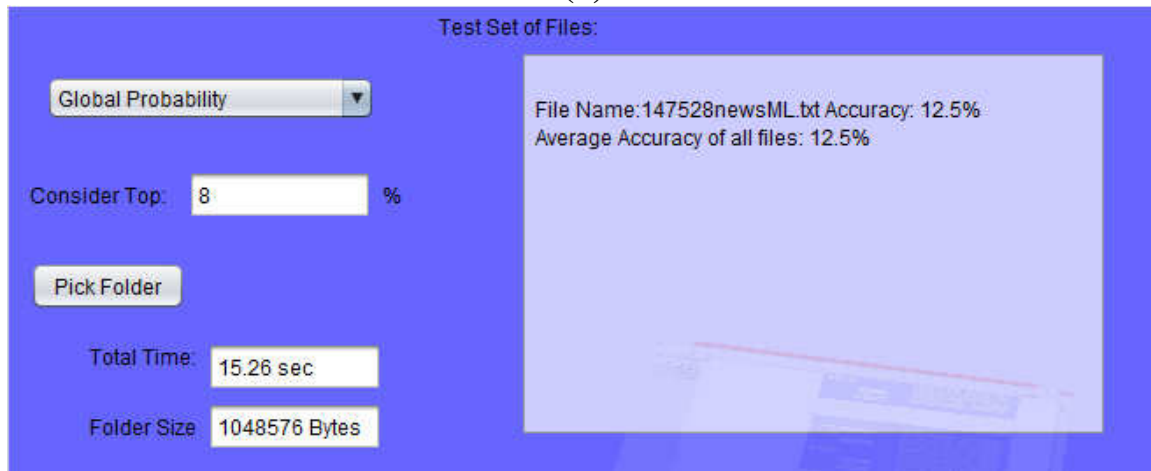 Test Set of Files:
Global Probability
File Name:147528newsML.txt Accuracy: 12.5%
Average Accuracy of all files: 12.5%
Consider Top: 8 %
Pick Folder
Total Time: 15.26 sec
Folder Size 1048576 Bytes